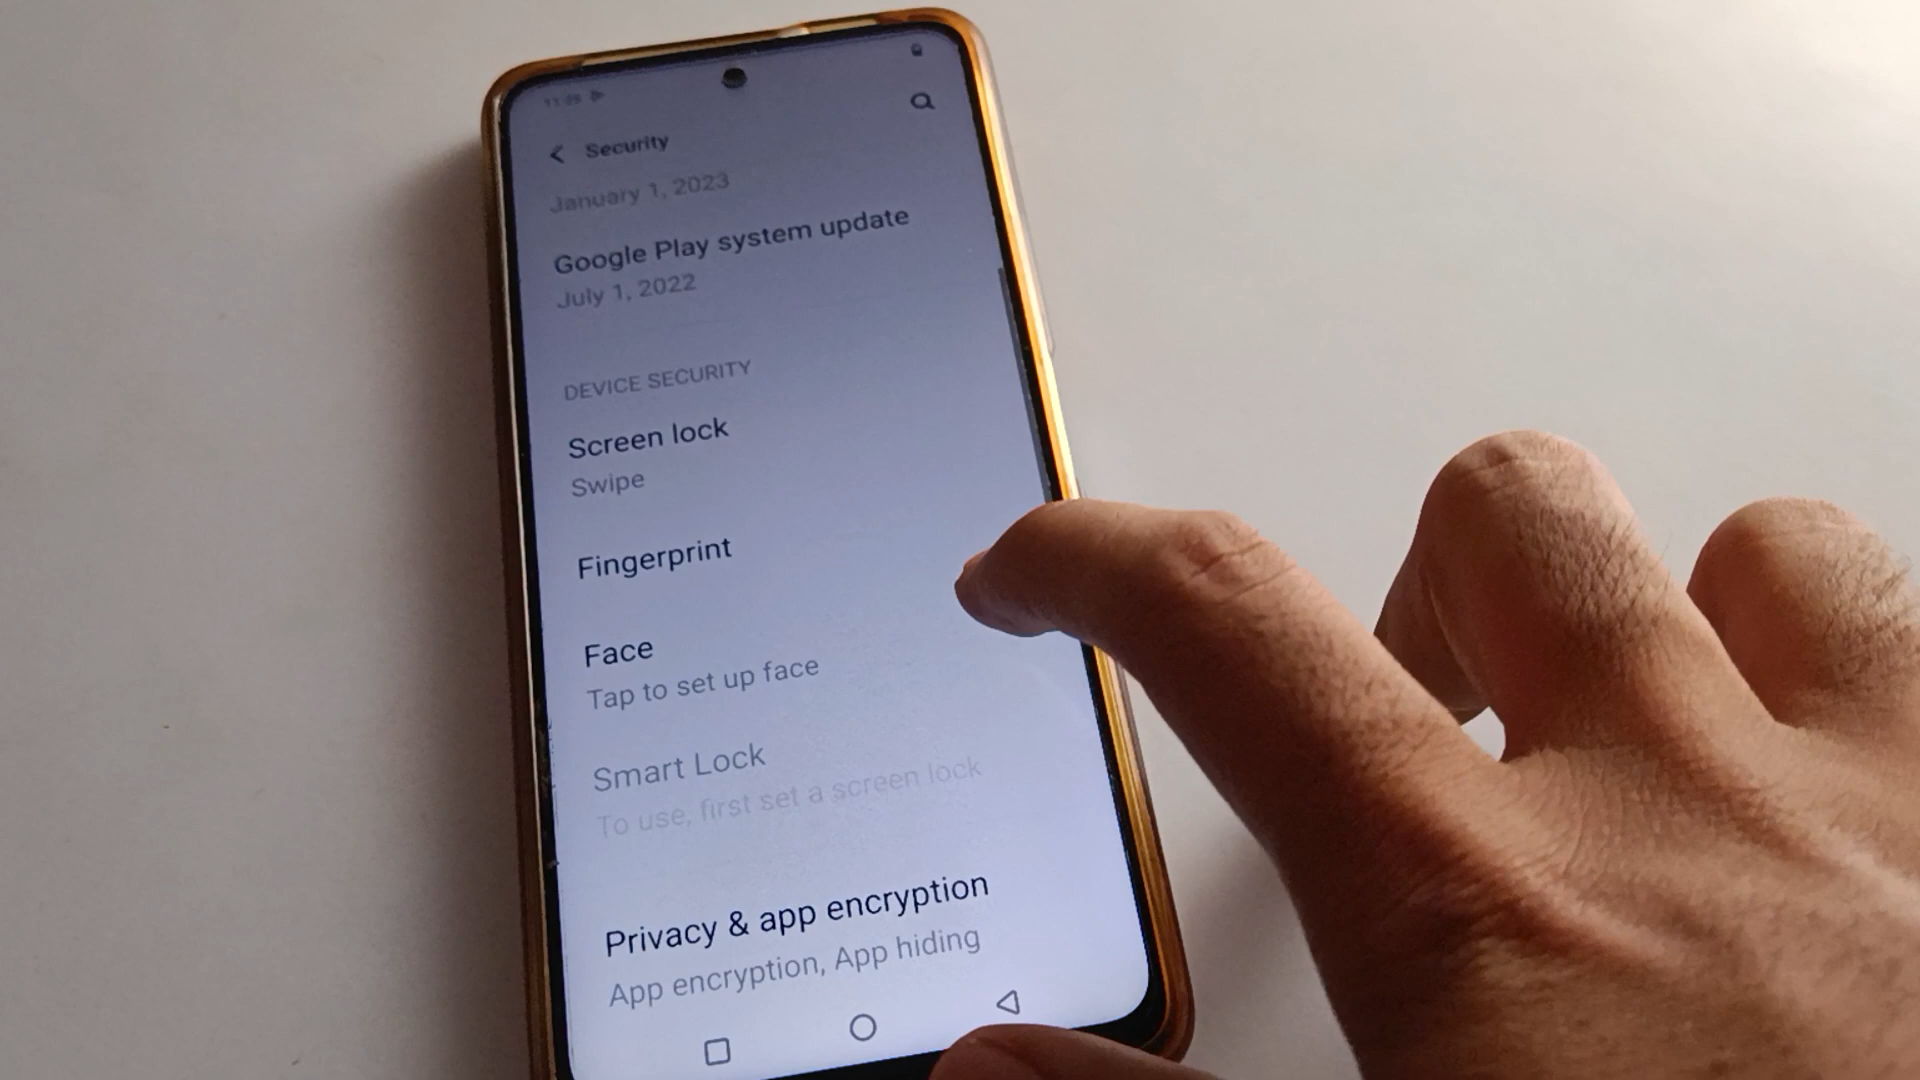 Security
January 1, 2023
Google Play system update
July 1, 2022
DEVICE SECURITY
Screen lock
Swipe
Fingerprint
Face
Tap to set up face
Smart Lock
To use, first set a screen lock
Privacy & app encryption
App encryption, App hiding